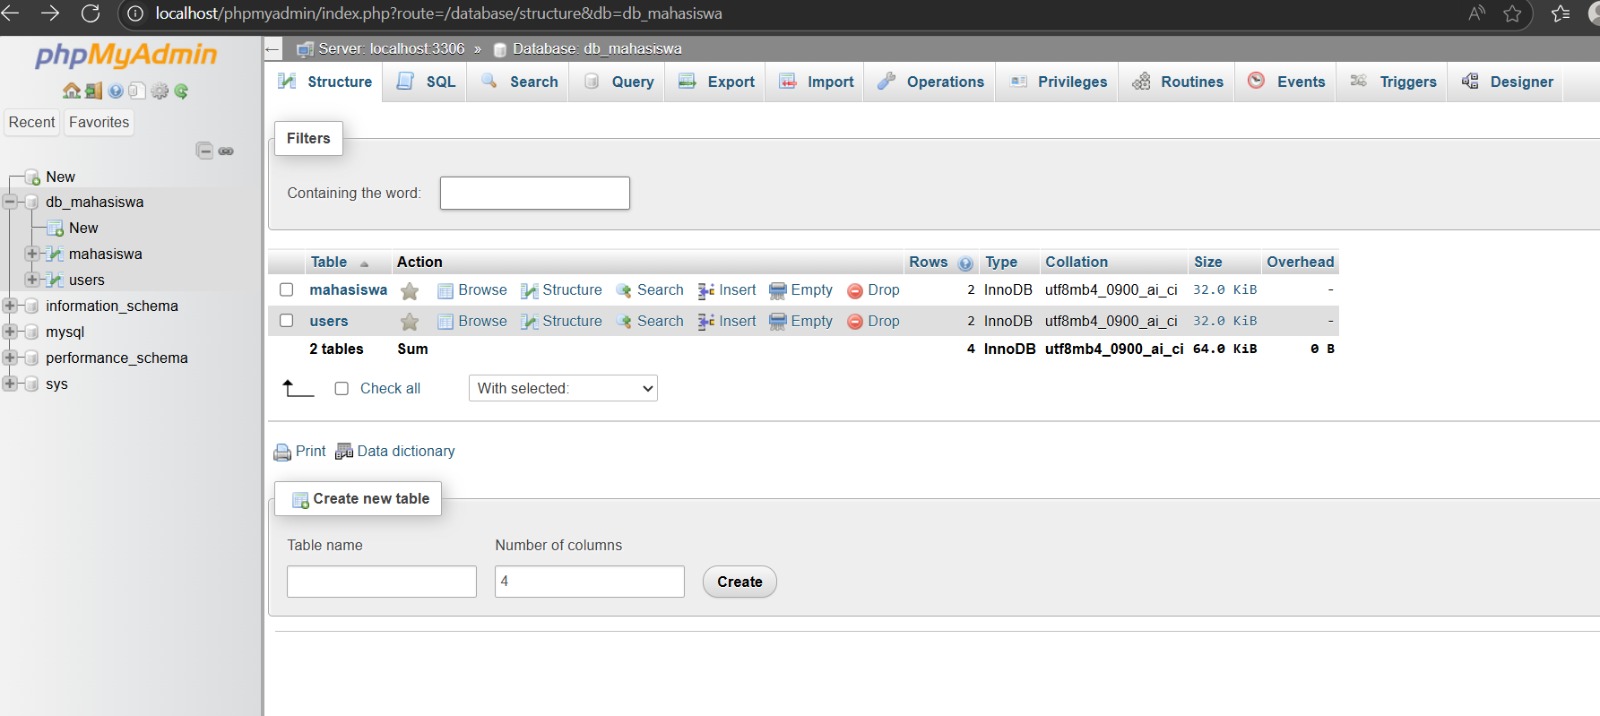 localhost/phpmyadmin/index.php?route=/database/structure&db=db_mahasiswa
phpMyAdmin
Server: localhost:3306 » Database: db_mahasiswa
Structure SQL Search Query Export Import Operations Privileges Routines Events Triggers Designer
Recent Favorites
New
db_mahasiswa
New
mahasiswa
users
information_schema
mysql
performance_schema
sys
Filters
Containing the word:
Table Action Rows Type Collation Size Overhead
mahasiswa Browse Structure Search Insert Empty Drop 2 InnoDB utf8mb4_0900_ai_ci 32.0 KiB -
users Browse Structure Search Insert Empty Drop 2 InnoDB utf8mb4_0900_ai_ci 32.0 KiB -
2 tables Sum 4 InnoDB utf8mb4_0900_ai_ci 64.0 KiB 0 B
Check all With selected:
Print Data dictionary
Create new table
Table name Number of columns
4 Create